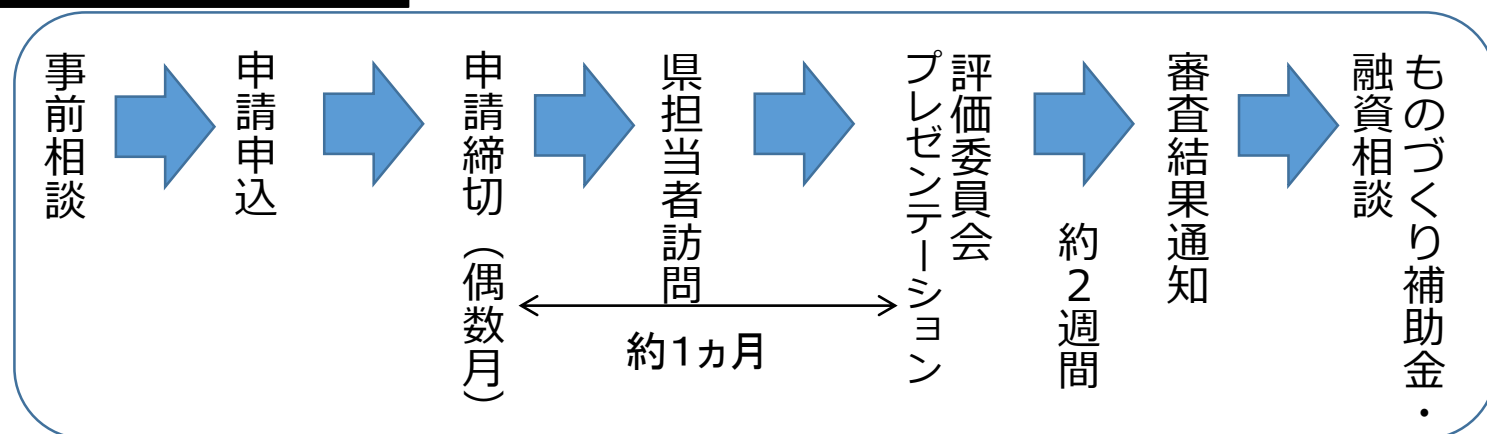 事前相談
申請申込
申請締切（偶数月）
県担当者訪問
約１ヵ月
評価委員会
プレゼンテーション
約２週間
審査結果通知
ものづくり補助金・
融資相談